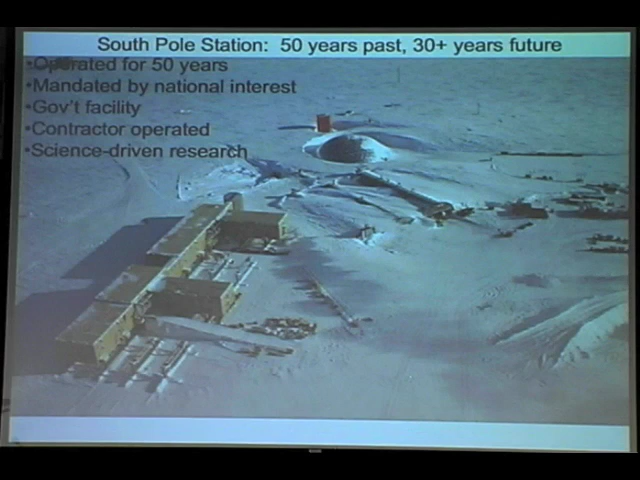 South Pole Station: 50 years past, 30+ years future
•Operated for 50 years
•Mandated by national interest
•Gov't facility
•Contractor operated
•Science-driven research